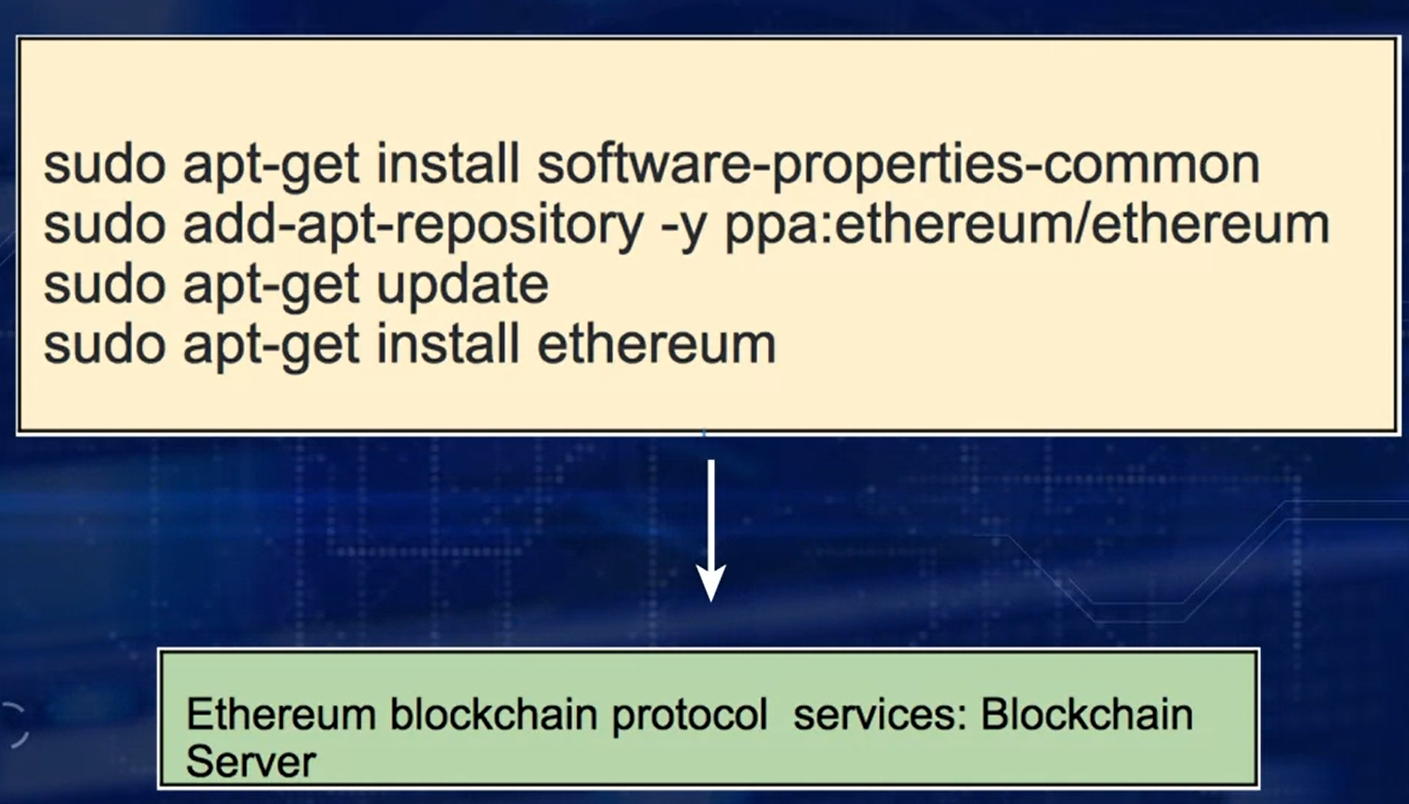 sudo apt-get install software-properties-common
sudo add-apt-repository -y ppa:ethereum/ethereum
sudo apt-get update
sudo apt-get install ethereum
Ethereum blockchain protocol  services: Blockchain
Server